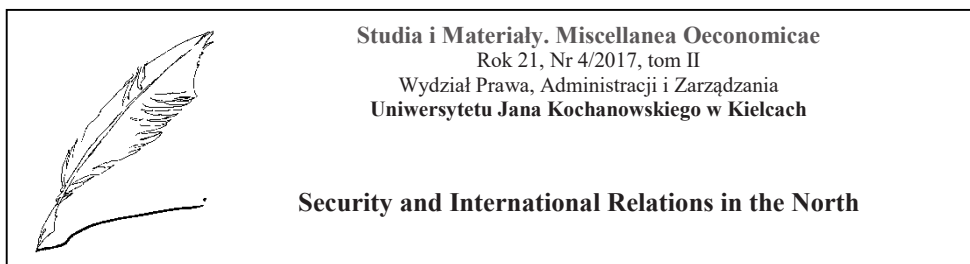 Studia i Materiały. Miscellanea Oeconomicae
Rok 21, Nr 4/2017, tom II
Wydział Prawa, Administracji i Zarządzania
Uniwersytetu Jana Kochanowskiego w Kielcach
Security and International Relations in the North